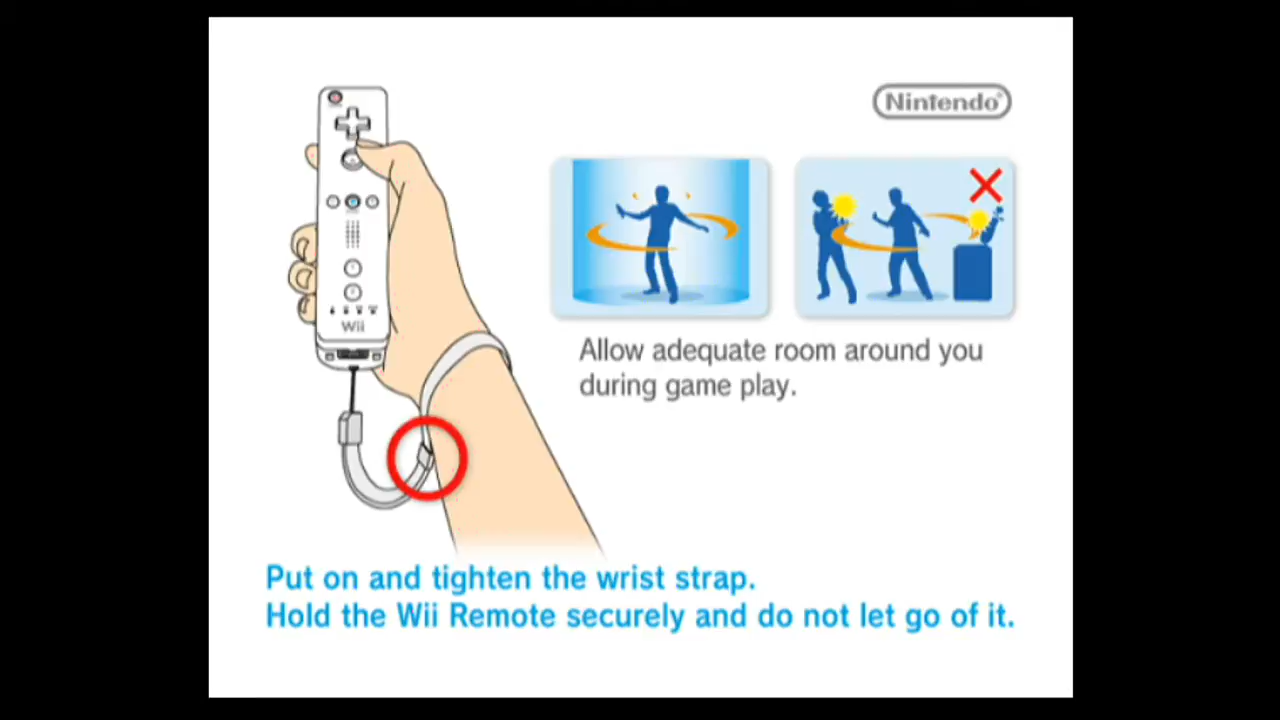 Nintendo®
Allow adequate room around you
during game play.
Wii
Put on and tighten the wrist strap.
Hold the Wii Remote securely and do not let go of it.